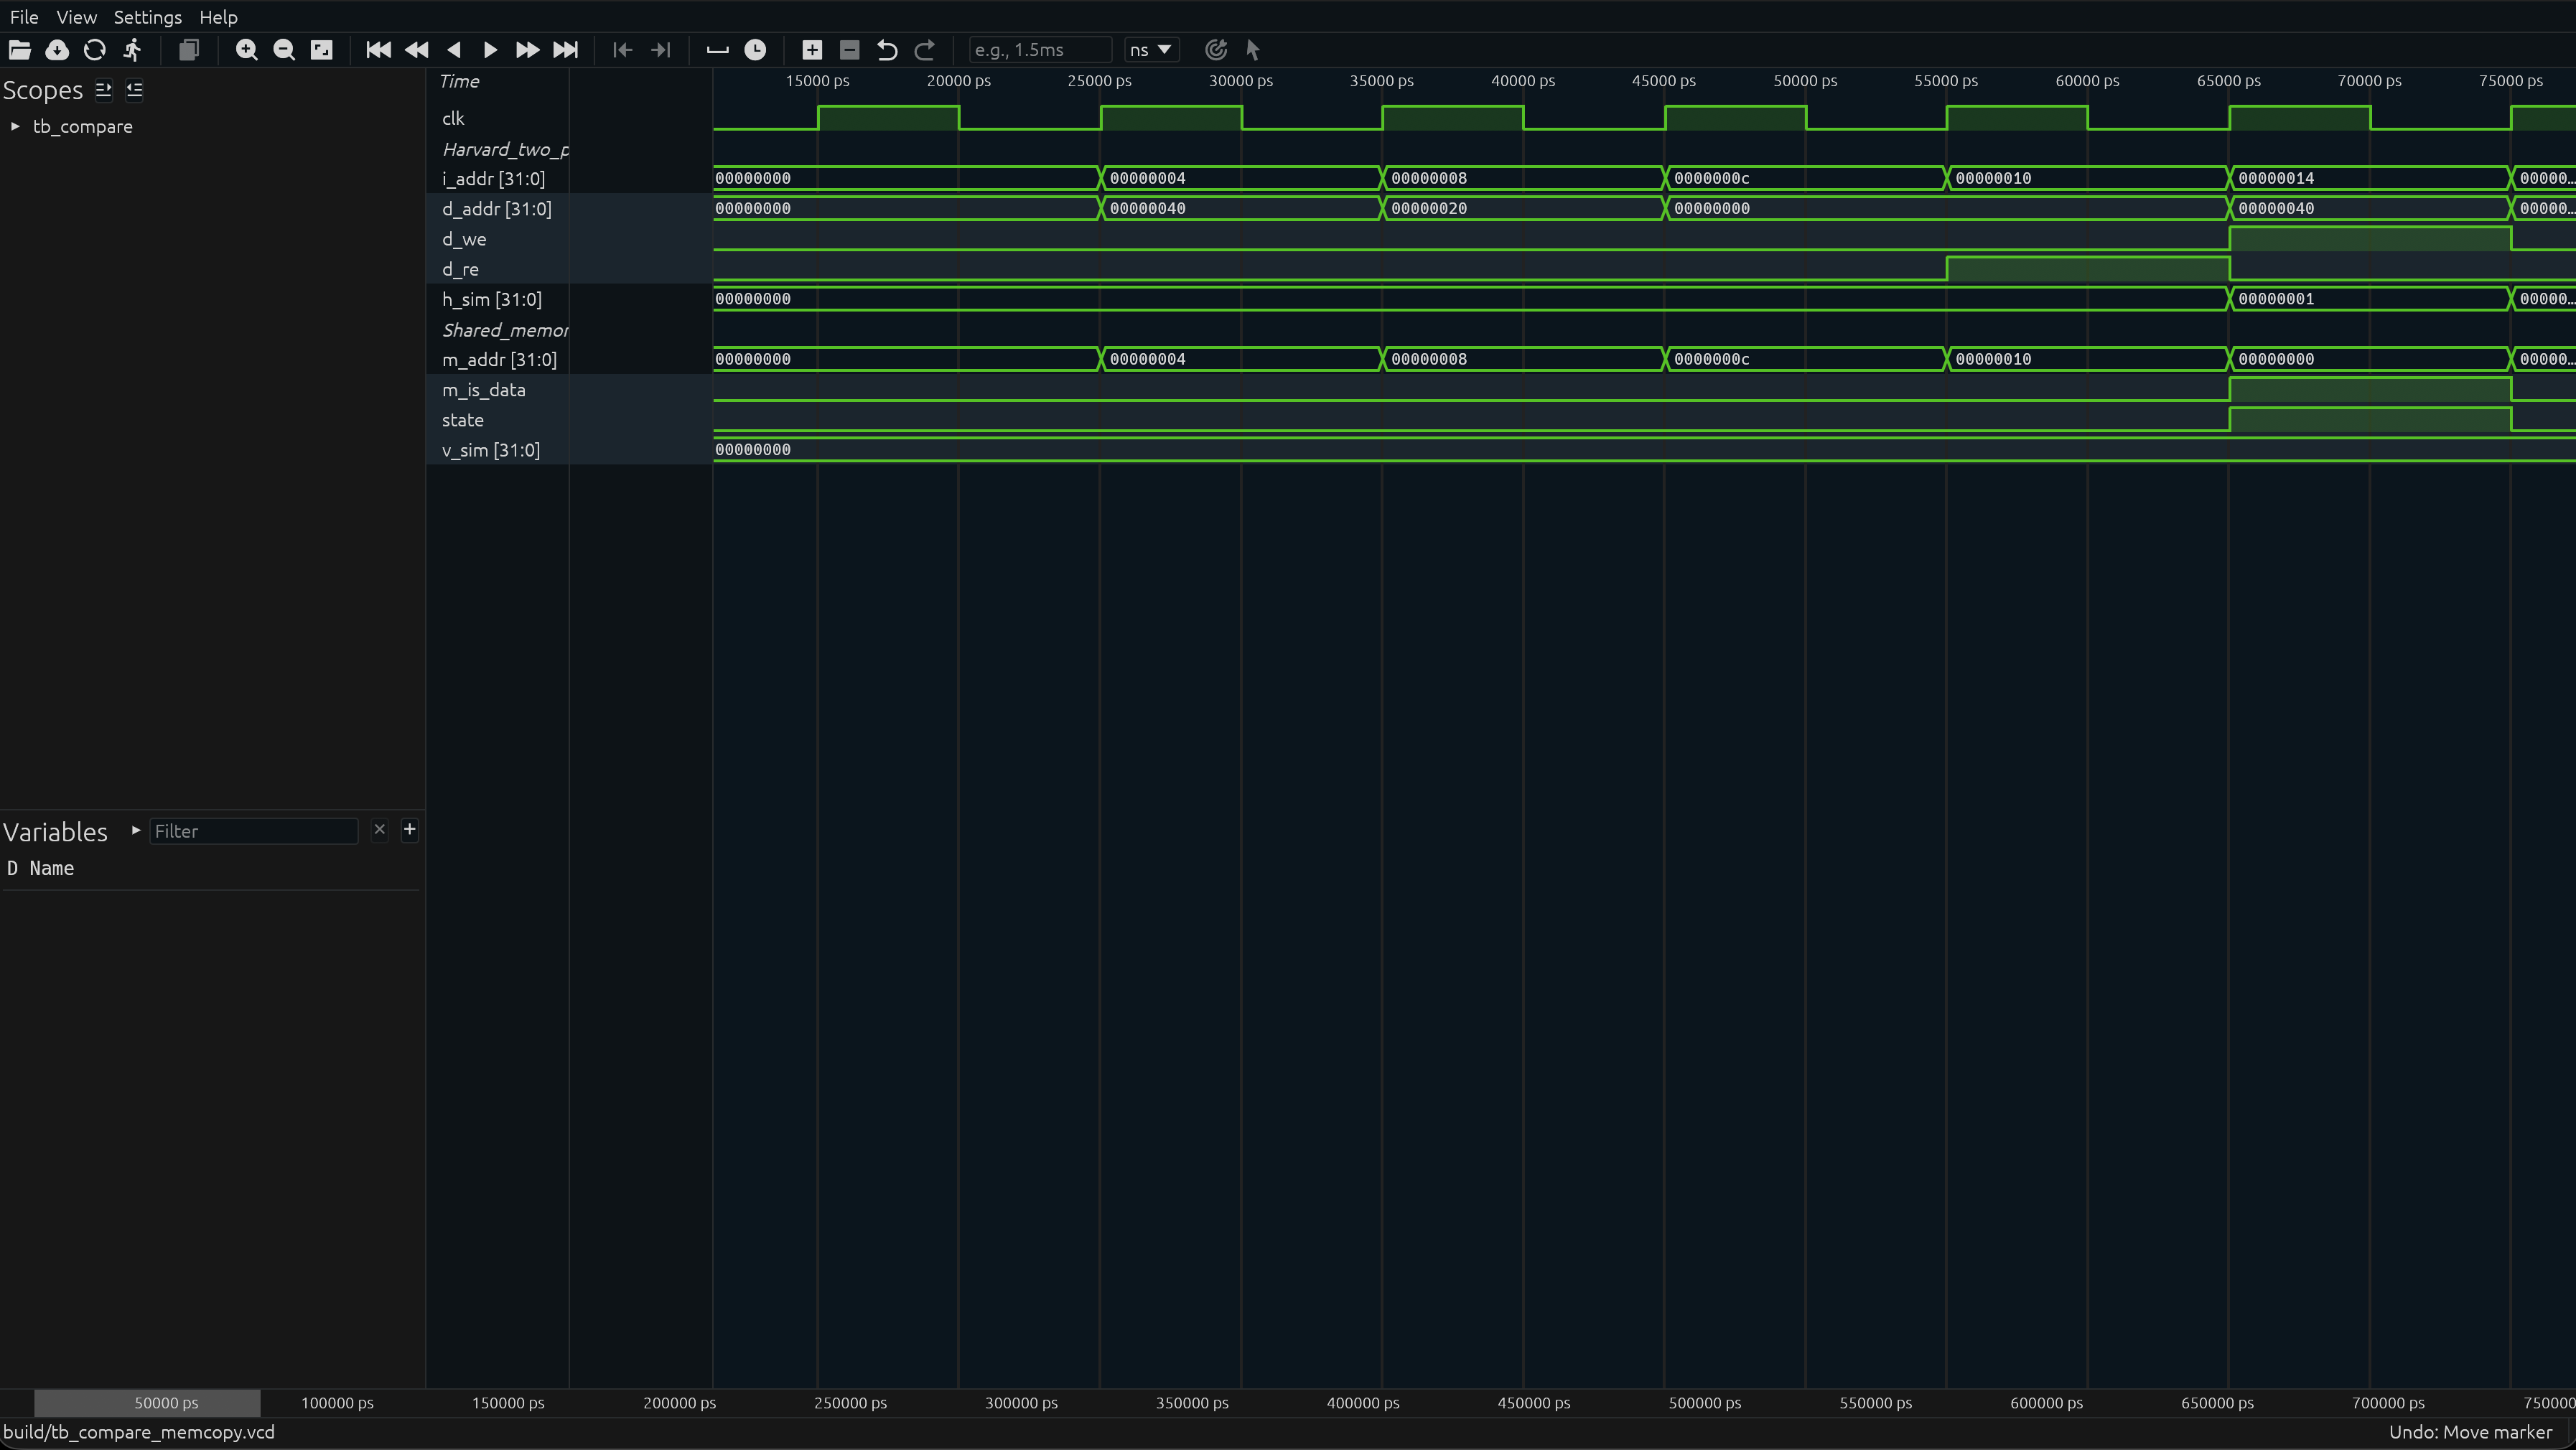 File View Settings Help
e.g., 1.5ms ns
Scopes
tb_compare
Variables Filter
D Name
Time 15000 ps 20000 ps 25000 ps 30000 ps 35000 ps 40000 ps 45000 ps 50000 ps 55000 ps 60000 ps 65000 ps 70000 ps 75000 ps
clk
Harvard_two_p
i_addr [31:0] 00000000 00000004 00000008 0000000c 00000010 00000014 00000…
d_addr [31:0] 00000000 00000040 00000020 00000000 00000040 00000…
d_we
d_re
h_sim [31:0] 00000000 00000001 00000…
Shared_memor
m_addr [31:0] 00000000 00000004 00000008 0000000c 00000010 00000000 00000…
m_is_data
state
v_sim [31:0] 00000000
50000 ps 100000 ps 150000 ps 200000 ps 250000 ps 300000 ps 350000 ps 400000 ps 450000 ps 500000 ps 550000 ps 600000 ps 650000 ps 700000 ps 750000
build/tb_compare_memcopy.vcd Undo: Move marker